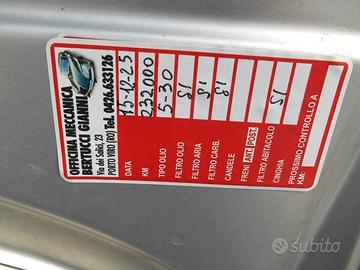 OFFICINA MECCANICA
BERTUCCI GIANNI
Via dei Salici, 23
PORTO VIRO (RO) Tel. 0426.633126
DATA 15-12-25
KM 232000
TIPO OLIO 5-30
FILTRO OLIO SI
FILTRO ARIA SI
FILTRO CARB. SI
CANDELE
FRENI ANT. POST.
FILTRO ABITACOLO
CINGHIA SI
PROSSIMO CONTROLLO A
KM:
subito